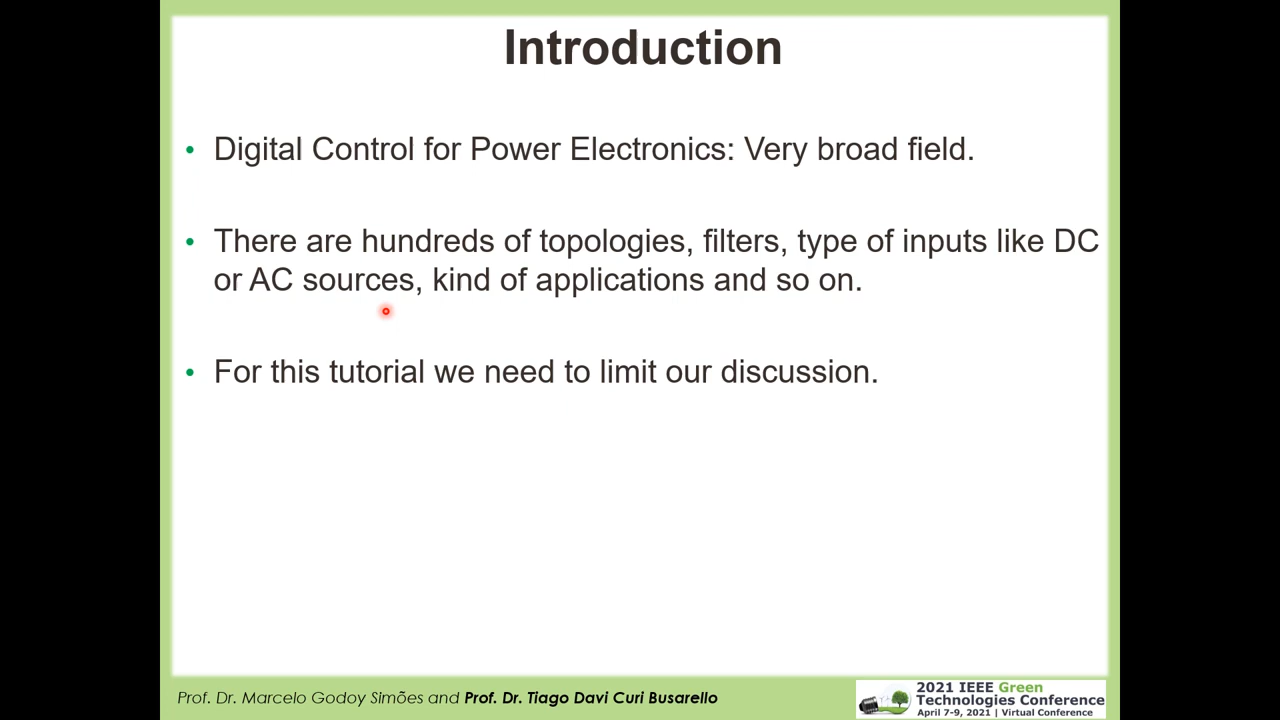 Introduction
• Digital Control for Power Electronics: Very broad field.
• There are hundreds of topologies, filters, type of inputs like DC
or AC sources, kind of applications and so on.
• For this tutorial we need to limit our discussion.
Prof. Dr. Marcelo Godoy Simões and Prof. Dr. Tiago Davi Curi Busarello
2021 IEEE Green
Technologies Conference
April 7-9, 2021 | Virtual Conference